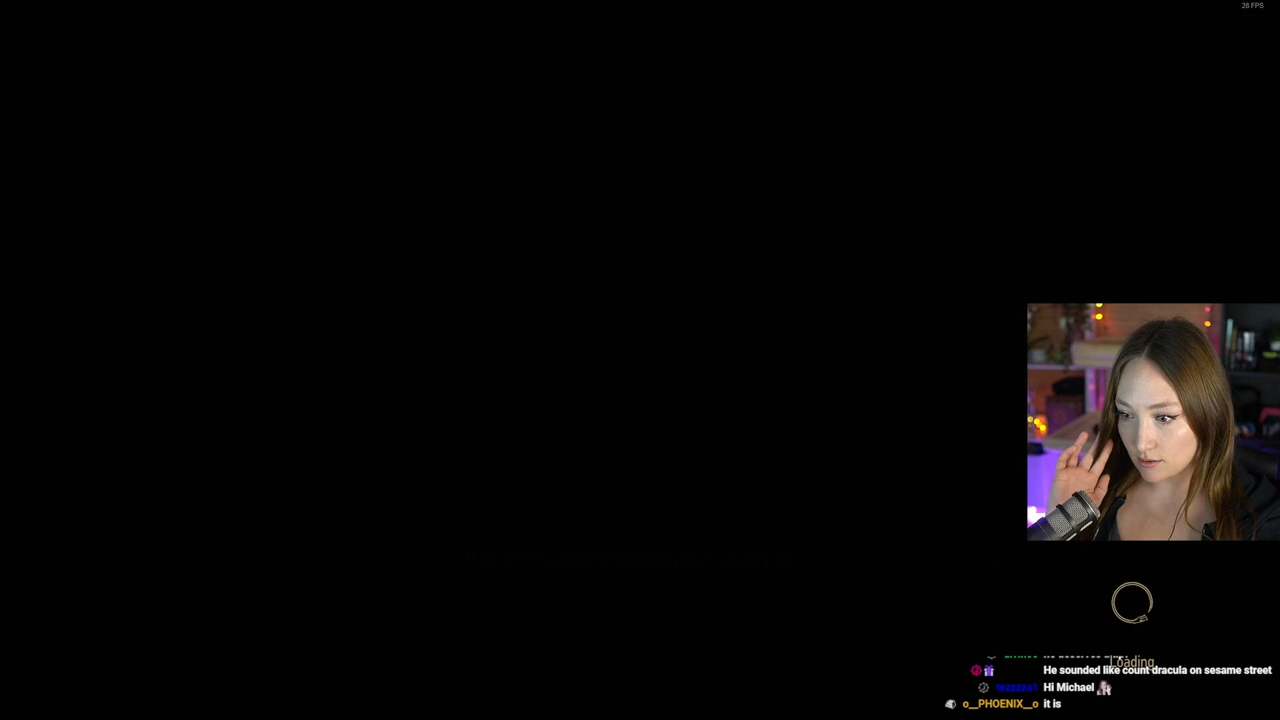 28 FPS
Loading
He sounded like count dracula on sesame street
Hi Michael
o__PHOENIX__o it is